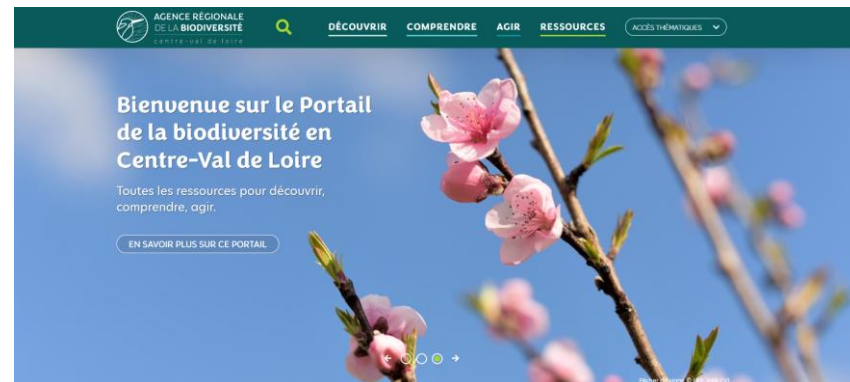 AGENCE RÉGIONALE
DE LA BIODIVERSITÉ
centre-val de loire
DÉCOUVRIR
COMPRENDRE
AGIR
RESSOURCES
ACCÈS THÉMATIQUES
Bienvenue sur le Portail
de la biodiversité en
Centre-Val de Loire
Toutes les ressources pour découvrir,
comprendre, agir.
EN SAVOIR PLUS SUR CE PORTAIL